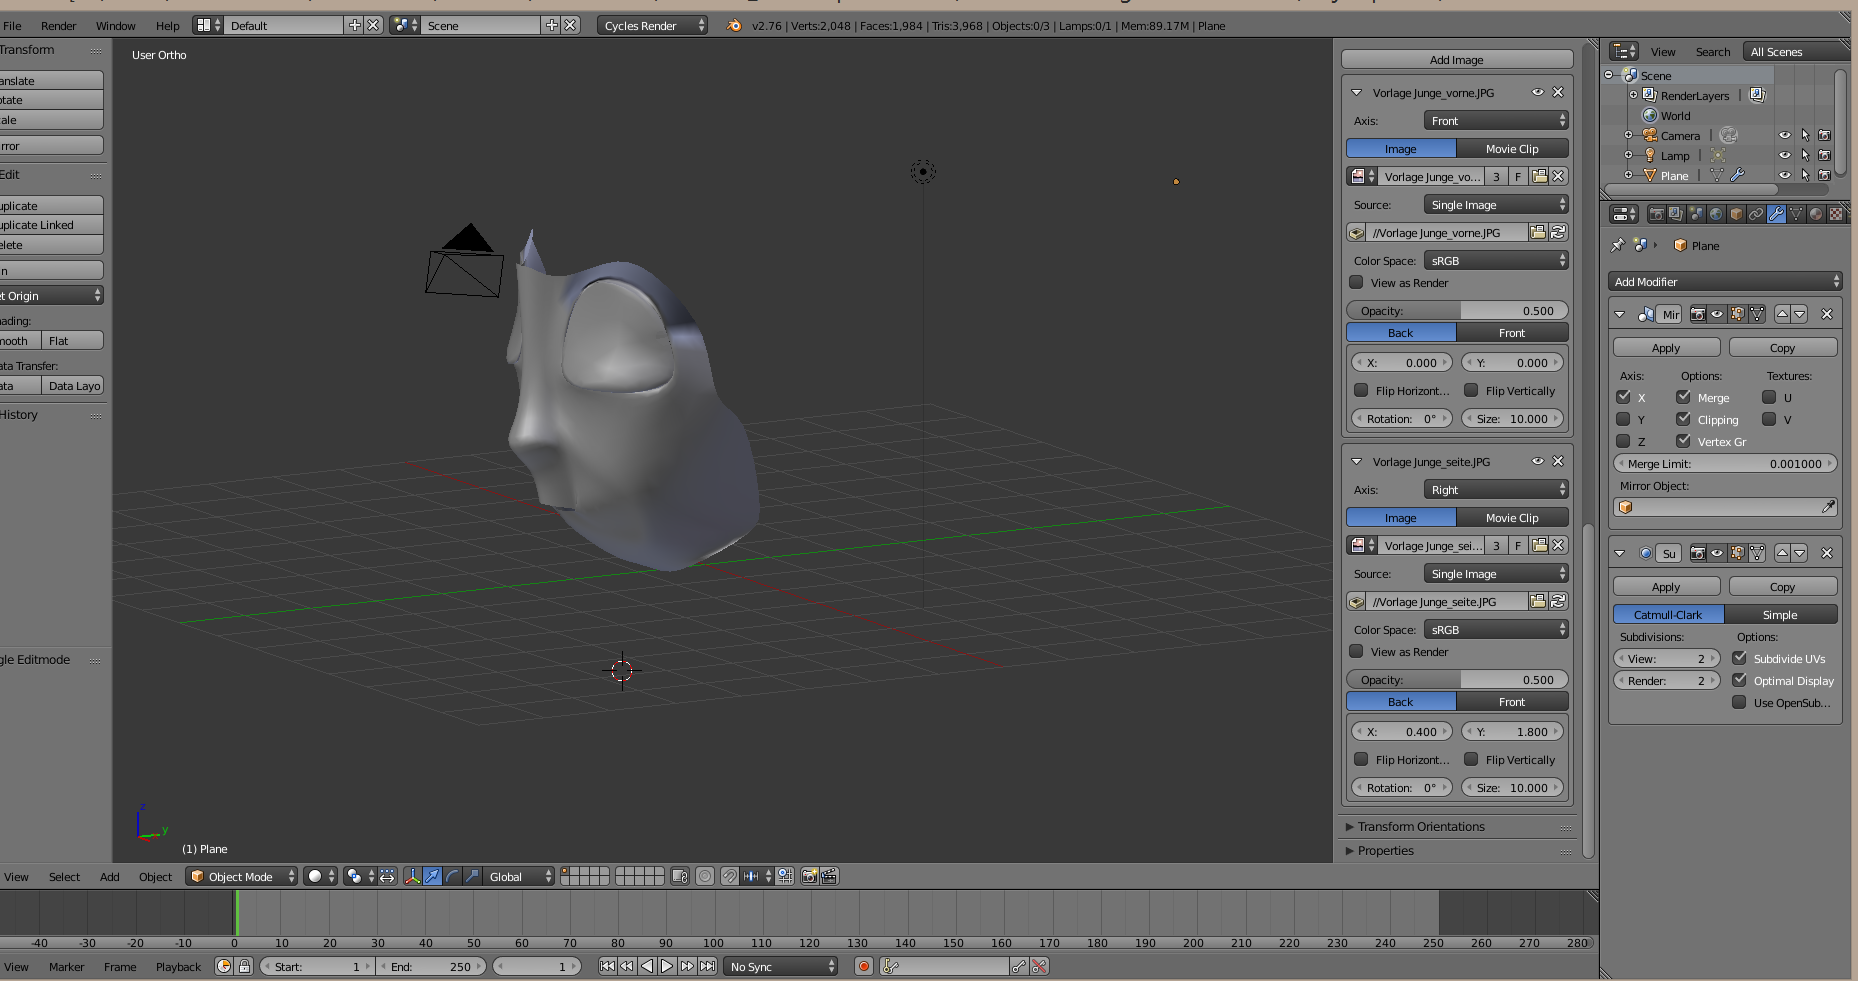 File Render Window Help Default Scene Cycles Render v2.76 | Verts:2,048 | Faces:1,984 | Tris:3,968 | Objects:0/3 | Lamps:0/1 | Mem:89.17M | Plane
Transform
anslate
otate
cale
rror
Edit
uplicate
uplicate Linked
elete
n
t Origin
ading:
mooth Flat
ata Transfer:
ata Data Layo
History
gle Editmode
User Ortho
z
y
(1) Plane
Add Image
Vorlage Junge_vorne.JPG
Axis: Front
Image Movie Clip
Vorlage Junge_vo... 3 F
Source: Single Image
//Vorlage Junge_vorne.JPG
Color Space: sRGB
View as Render
Opacity: 0.500
Back Front
X: 0.000 Y: 0.000
Flip Horizont... Flip Vertically
Rotation: 0° Size: 10.000
Vorlage Junge_seite.JPG
Axis: Right
Image Movie Clip
Vorlage Junge_sei... 3 F
Source: Single Image
//Vorlage Junge_seite.JPG
Color Space: sRGB
View as Render
Opacity: 0.500
Back Front
X: 0.400 Y: 1.800
Flip Horizont... Flip Vertically
Rotation: 0° Size: 10.000
Transform Orientations
Properties
View Search All Scenes
Scene
RenderLayers
World
Camera
Lamp
Plane
Plane
Add Modifier
Mir
Apply Copy
Axis: Options: Textures:
X Merge U
Y Clipping V
Z Vertex Gr
Merge Limit: 0.001000
Mirror Object:
Su
Apply Copy
Catmull-Clark Simple
Subdivisions: Options:
View: 2 Subdivide UVs
Render: 2 Optimal Display
Use OpenSub...
View Select Add Object Object Mode Global
-40 -30 -20 -10 0 10 20 30 40 50 60 70 80 90 100 110 120 130 140 150 160 170 180 190 200 210 220 230 240 250 260 270 280
View Marker Frame Playback Start: 1 End: 250 1 No Sync